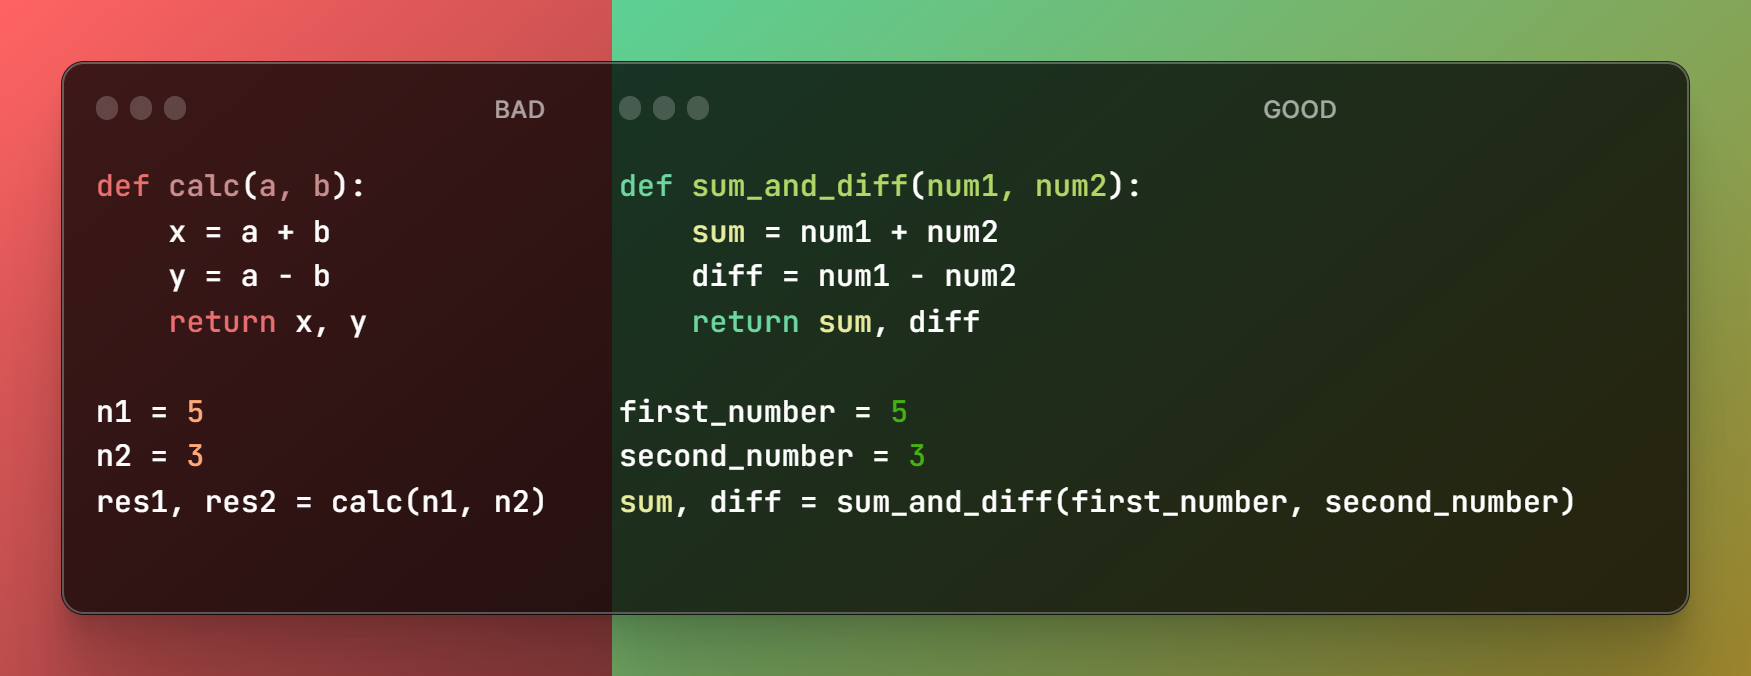 BAD
def calc(a, b):
    x = a + b
    y = a - b
    return x, y

n1 = 5
n2 = 3
res1, res2 = calc(n1, n2)
GOOD
def sum_and_diff(num1, num2):
    sum = num1 + num2
    diff = num1 - num2
    return sum, diff

first_number = 5
second_number = 3
sum, diff = sum_and_diff(first_number, second_number)